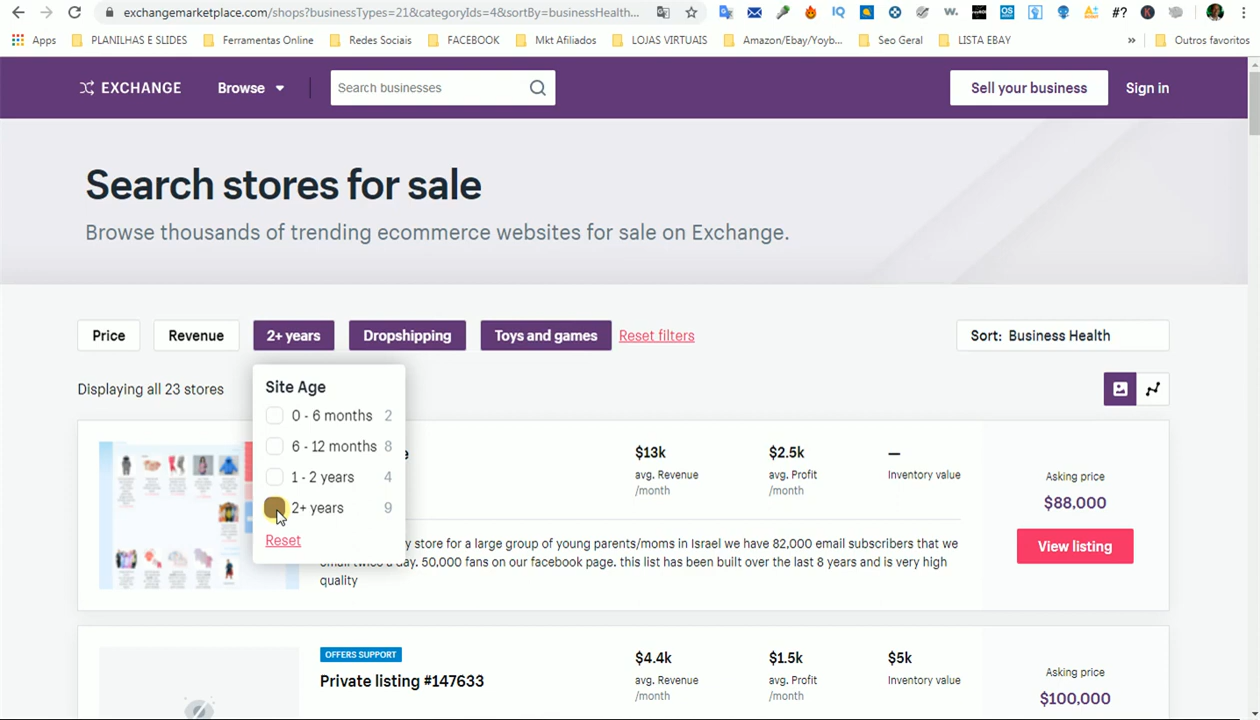 exchangemarketplace.com/shops?businessTypes=21&categoryIds=4&sortBy=businessHealth...
Apps
PLANILHAS E SLIDES
Ferramentas Online
Redes Sociais
FACEBOOK
Mkt Afiliados
LOJAS VIRTUAIS
Amazon/Ebay/Yoyb...
Seo Geral
LISTA EBAY
»
Outros favoritos
EXCHANGE
Browse
Search businesses
Sell your business
Sign in
Search stores for sale
Browse thousands of trending ecommerce websites for sale on Exchange.
Price
Revenue
2+ years
Dropshipping
Toys and games
Reset filters
Sort: Business Health
Displaying all 23 stores
Site Age
0 - 6 months 2
6 - 12 months 8
1 - 2 years 4
2+ years 9
Reset
$13k
avg. Revenue
/month
$2.5k
avg. Profit
/month
—
Inventory value
Asking price
$88,000
View listing
store for a large group of young parents/moms in Israel we have 82,000 email subscribers that we
email twice a day. 50,000 fans on our facebook page. this list has been built over the last 8 years and is very high
quality
OFFERS SUPPORT
Private listing #147633
$4.4k
avg. Revenue
/month
$1.5k
avg. Profit
/month
$5k
Inventory value
Asking price
$100,000